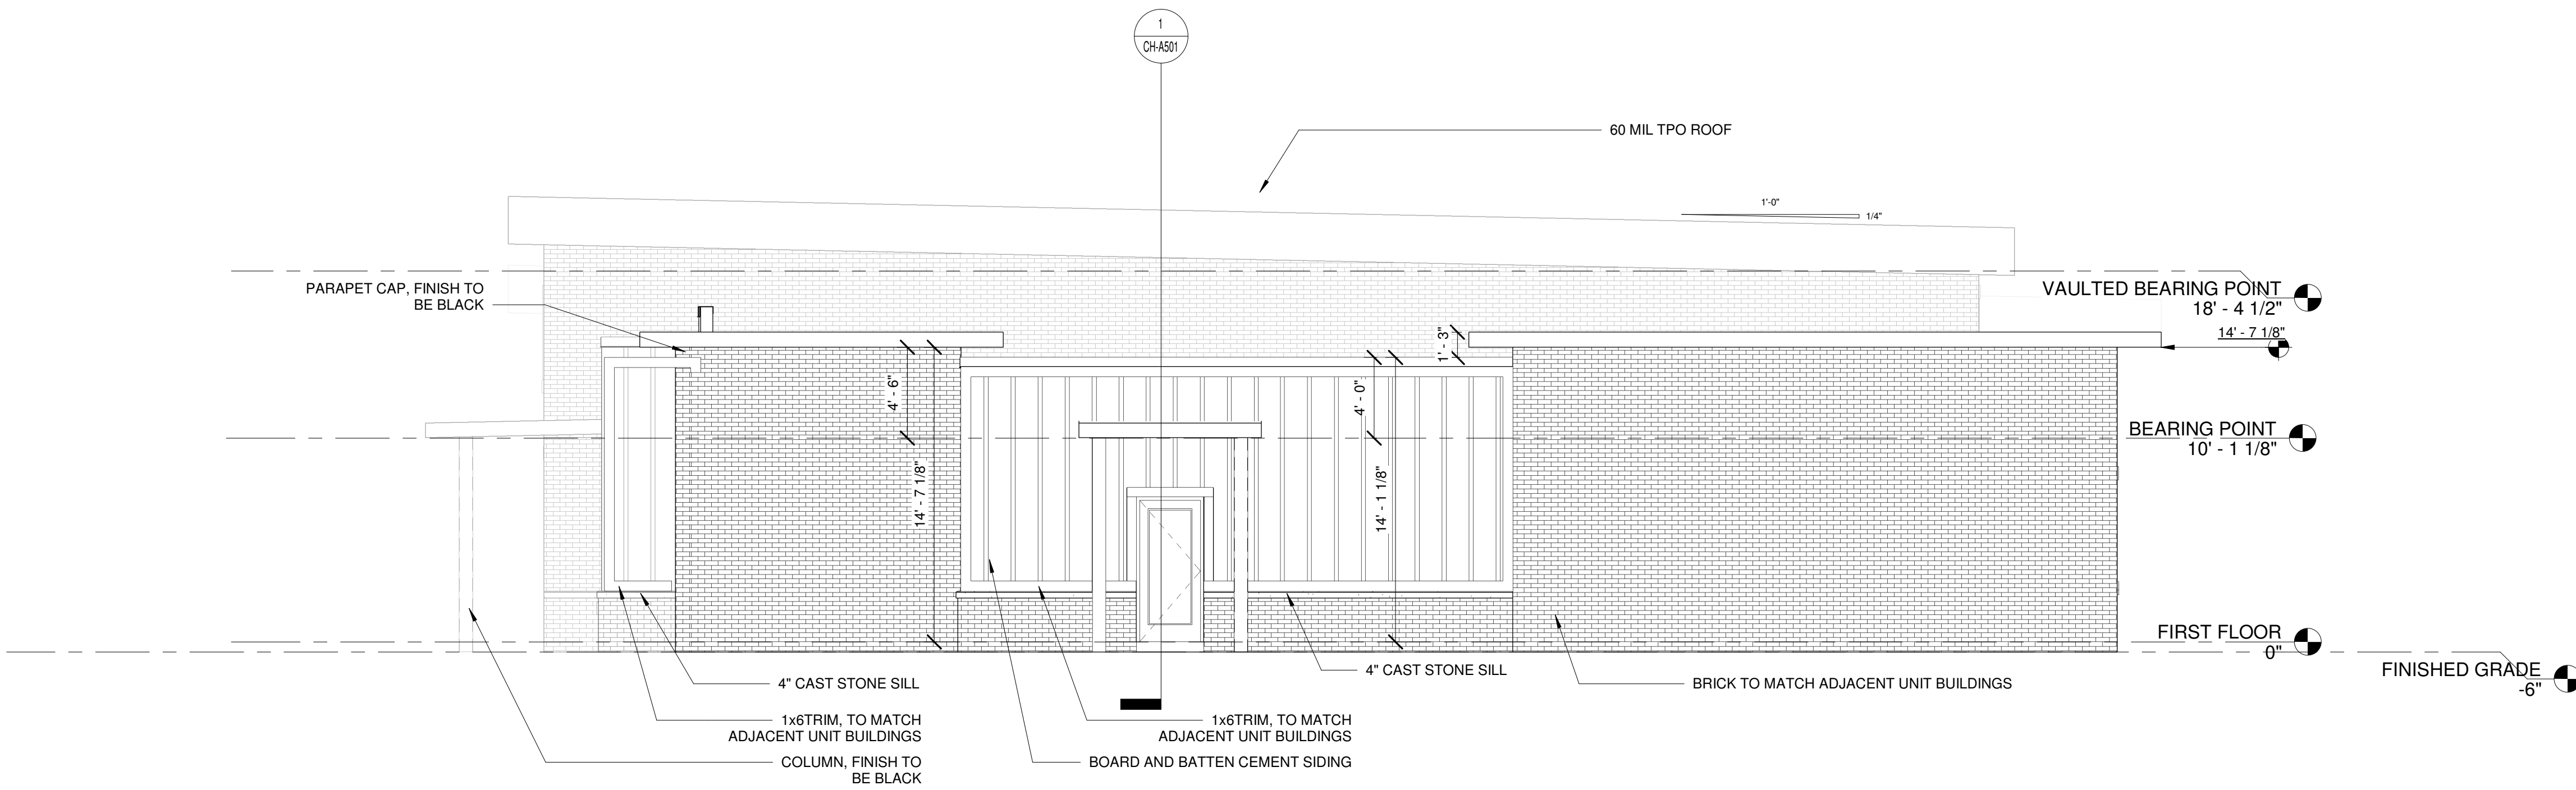 1
CH-A501
60 MIL TPO ROOF
1'-0"
1/4"
PARAPET CAP, FINISH TO
BE BLACK
VAULTED BEARING POINT
18' - 4 1/2"
14' - 7 1/8"
1' - 3"
4' - 6"
4' - 0"
BEARING POINT
10' - 1 1/8"
14' - 7 1/8"
14' - 1 1/8"
FIRST FLOOR
0"
FINISHED GRADE
-6"
4" CAST STONE SILL
4" CAST STONE SILL
BRICK TO MATCH ADJACENT UNIT BUILDINGS
1x6TRIM, TO MATCH
ADJACENT UNIT BUILDINGS
1x6TRIM, TO MATCH
ADJACENT UNIT BUILDINGS
COLUMN, FINISH TO
BE BLACK
BOARD AND BATTEN CEMENT SIDING